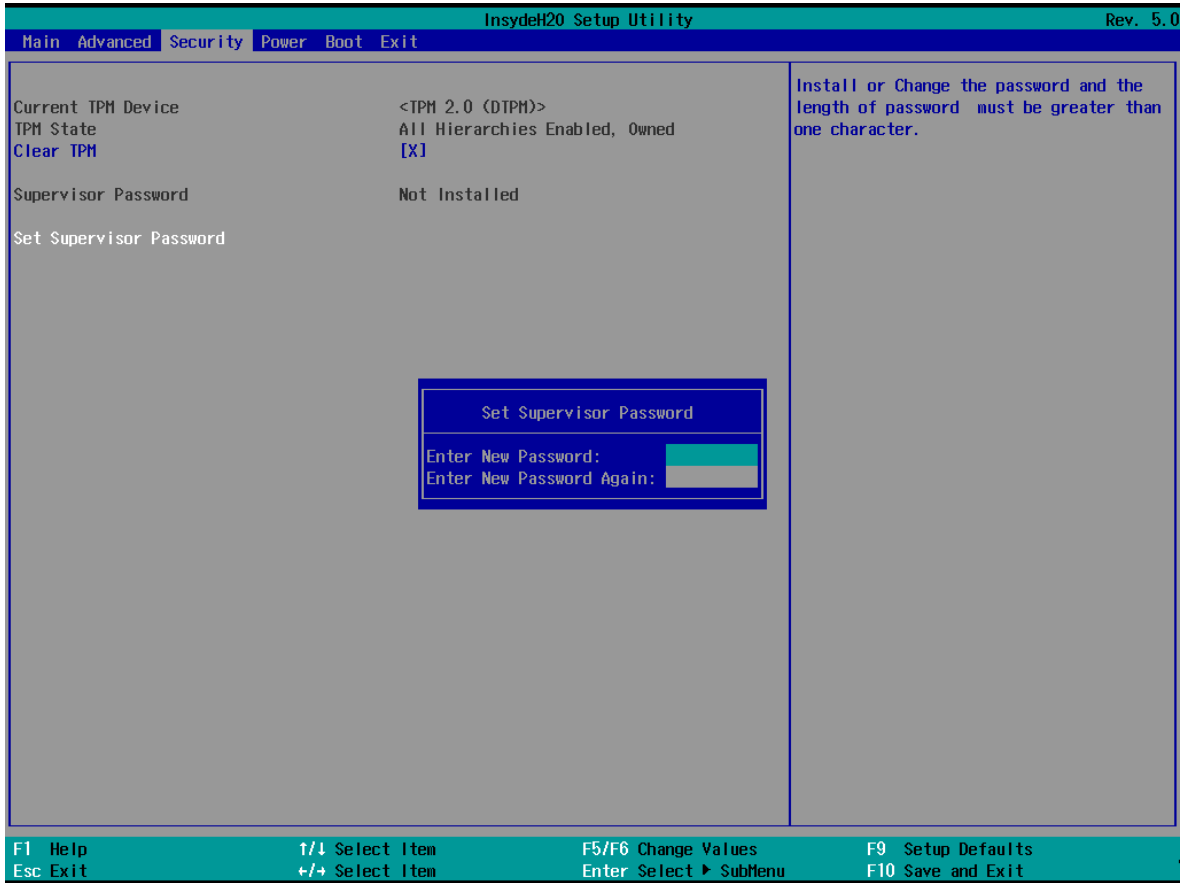 InsydeH2O Setup Utility Rev. 5.0
Main Advanced Security Power Boot Exit
Current TPM Device <TPM 2.0 (DTPM)>
TPM State All Hierarchies Enabled, Owned
Clear TPM [X]
Supervisor Password Not Installed
Set Supervisor Password
Install or Change the password and the
length of password must be greater than
one character.
Set Supervisor Password
Enter New Password:
Enter New Password Again:
F1 Help ↑/↓ Select Item F5/F6 Change Values F9 Setup Defaults
Esc Exit ←/→ Select Item Enter Select ▶ SubMenu F10 Save and Exit